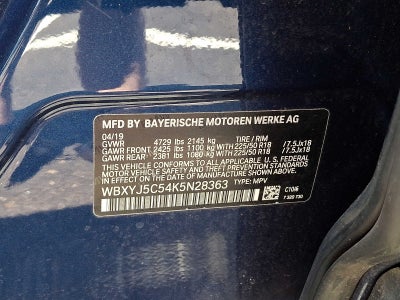 MFD BY BAYERISCHE MOTOREN WERKE AG
04/19 TIRE / RIM
GVWR 4729 lbs 2145 kg
GAWR FRONT: 2425 lbs 1100 kg WITH 225/50 R18 / 7.5Jx18
GAWR REAR: 2381 lbs 1080 kg WITH 225/50 R18 / 7.5Jx18
THIS VEHICLE CONFORMS TO ALL APPLICABLE U. S. FEDERAL
MOTOR VEHICLE SAFETY, BUMPER, AND THEFT PREVENTION
STANDARDS IN EFFECT ON THE DATE OF MANUFACTURE SHOWN ABOVE.
WBXYJ5C54K5N28363 TYPE: MPV
C10/6